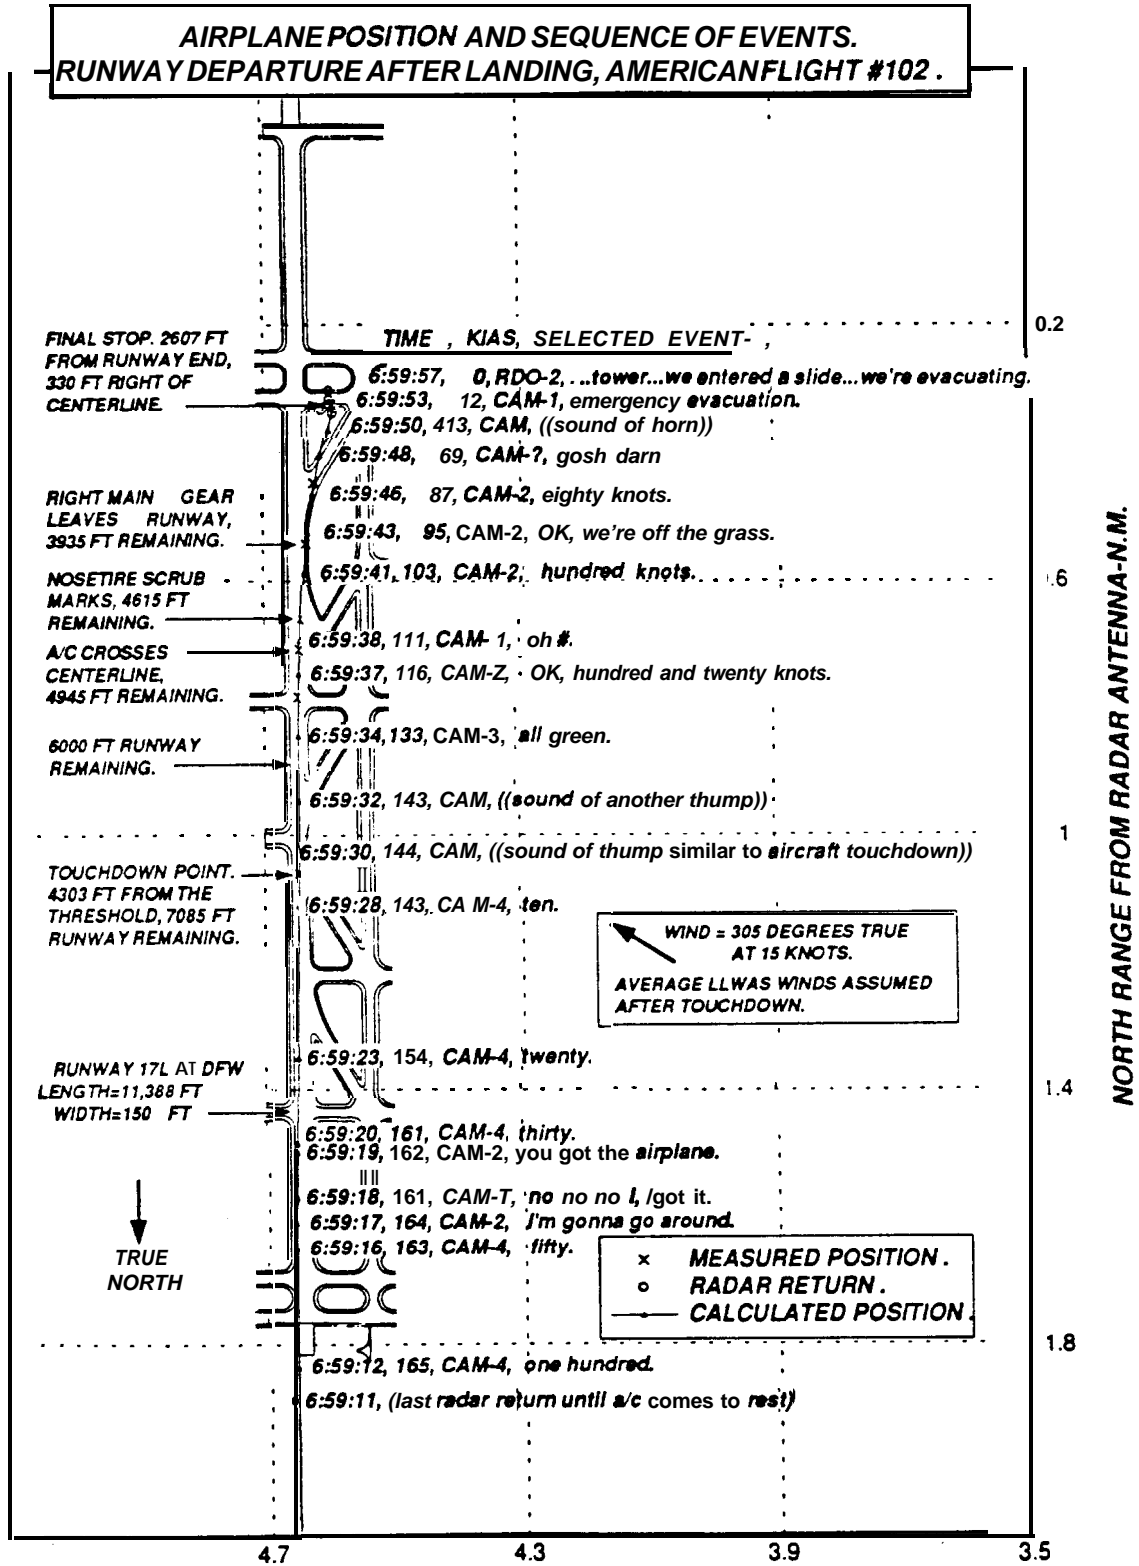 AIRPLANE POSITION AND SEQUENCE OF EVENTS.
RUNWAY DEPARTURE AFTER LANDING, AMERICAN FLIGHT #102.
TIME , KIAS, SELECTED EVENT- ,
6:59:57, 0, RDO-2, ...tower...we entered a slide...we're evacuating.
6:59:53, 12, CAM-1, emergency evacuation.
6:59:50, 413, CAM, ((sound of horn))
6:59:48, 69, CAM-?, gosh darn
6:59:46, 87, CAM-2, eighty knots.
6:59:43, 95, CAM-2, OK, we're off the grass.
6:59:41, 103, CAM-2, hundred knots.
6:59:38, 111, CAM- 1, oh #.
6:59:37, 116, CAM-Z, OK, hundred and twenty knots.
6:59:34, 133, CAM-3, all green.
6:59:32, 143, CAM, ((sound of another thump))
6:59:30, 144, CAM, ((sound of thump similar to aircraft touchdown))
6:59:28, 143, CA M-4, ten.
6:59:23, 154, CAM-4, twenty.
6:59:20, 161, CAM-4, thirty.
6:59:19, 162, CAM-2, you got the airplane.
6:59:18, 161, CAM-T, no no no I, /got it.
6:59:17, 164, CAM-2, I'm gonna go around.
6:59:16, 163, CAM-4, fifty.
6:59:12, 165, CAM-4, one hundred.
6:59:11, (last radar return until a/c comes to rest)
FINAL STOP. 2607 FT
FROM RUNWAY END,
330 FT RIGHT OF
CENTERLINE.
RIGHT MAIN GEAR
LEAVES RUNWAY,
3935 FT REMAINING.
NOSETIRE SCRUB
MARKS, 4615 FT
REMAINING.
A/C CROSSES
CENTERLINE,
4945 FT REMAINING.
6000 FT RUNWAY
REMAINING.
TOUCHDOWN POINT.
4303 FT FROM THE
THRESHOLD, 7085 FT
RUNWAY REMAINING.
RUNWAY 17L AT DFW
LENGTH=11,388 FT
WIDTH=150 FT
TRUE
NORTH
WIND = 305 DEGREES TRUE
AT 15 KNOTS.
AVERAGE LLWAS WINDS ASSUMED
AFTER TOUCHDOWN.
x MEASURED POSITION .
o RADAR RETURN .
CALCULATED POSITION .
0.2
.6
1
1.4
1.8
NORTH RANGE FROM RADAR ANTENNA-N.M.
4.7
4.3
3.9
3.5